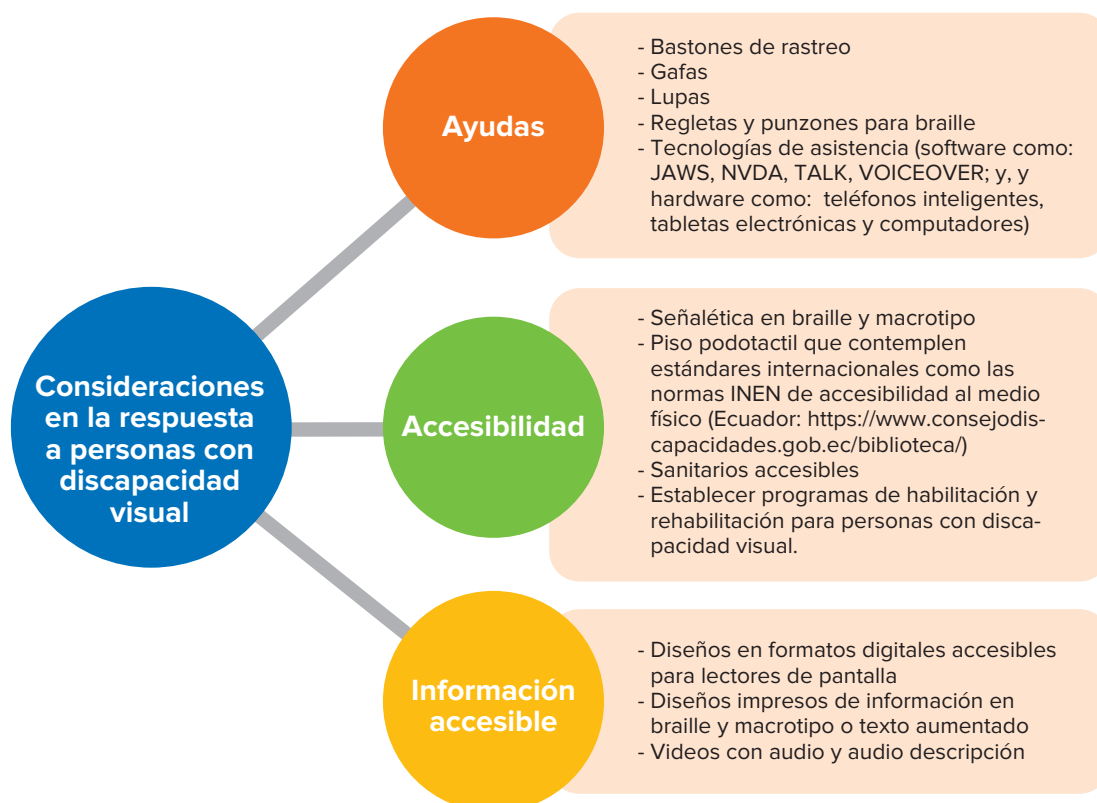 Consideraciones
en la respuesta
a personas con
discapacidad
visual
Ayudas
- Bastones de rastreo
- Gafas
- Lupas
- Regletas y punzones para braille
- Tecnologías de asistencia (software como:
JAWS, NVDA, TALK, VOICEOVER; y, y
hardware como:  teléfonos inteligentes,
tabletas electrónicas y computadores)
Accesibilidad
- Señalética en braille y macrotipo
- Piso podotactil que contemplen
estándares internacionales como las
normas INEN de accesibilidad al medio
físico (Ecuador: https://www.consejodis-
capacidades.gob.ec/biblioteca/)
- Sanitarios accesibles
- Establecer programas de habilitación y
rehabilitación para personas con disca-
pacidad visual.
Información
accesible
- Diseños en formatos digitales accesibles
para lectores de pantalla
- Diseños impresos de información en
braille y macrotipo o texto aumentado
- Videos con audio y audio descripción